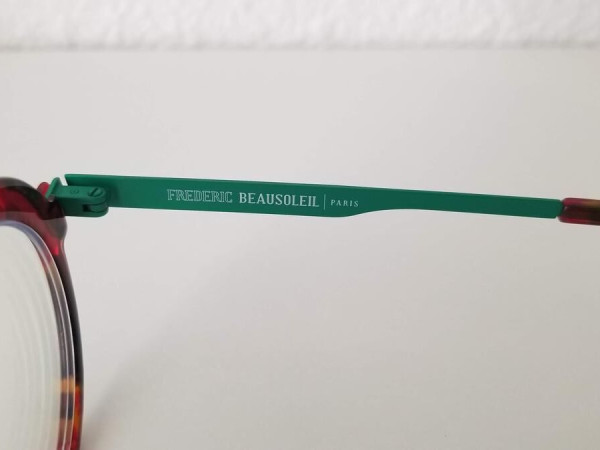 FREDERIC BEAUSOLEIL | PARIS